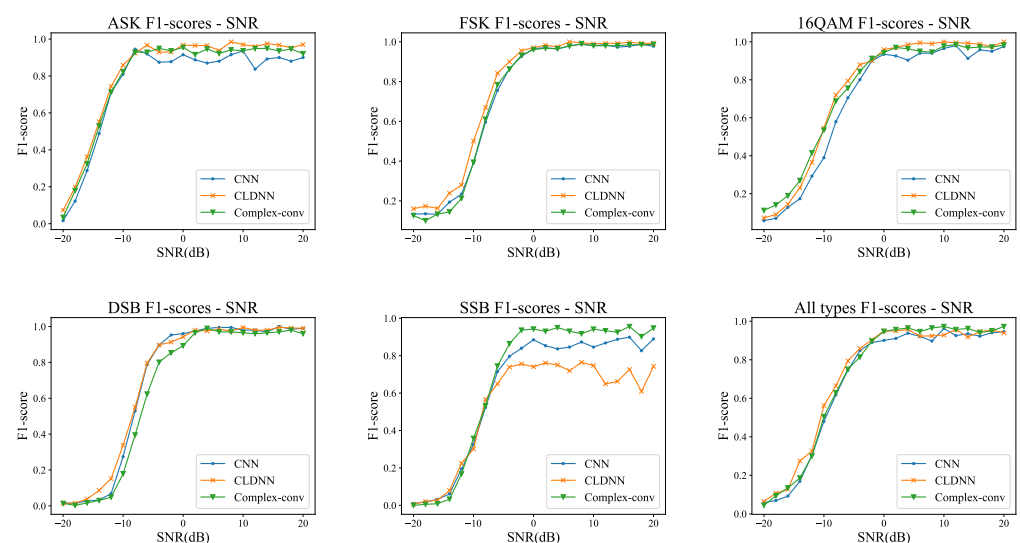 ASK F1-scores - SNR
F1-score
1.0
0.8
0.6
0.4
0.2
0.0
CNN
CLDNN
Complex-conv
−20
−10
0
10
20
SNR(dB)
FSK F1-scores - SNR
F1-score
1.0
0.8
0.6
0.4
0.2
0.0
CNN
CLDNN
Complex-conv
−20
−10
0
10
20
SNR(dB)
16QAM F1-scores - SNR
F1-score
1.0
0.8
0.6
0.4
0.2
CNN
CLDNN
Complex-conv
−20
−10
0
10
20
SNR(dB)
DSB F1-scores - SNR
F1-score
1.0
0.8
0.6
0.4
0.2
0.0
CNN
CLDNN
Complex-conv
−20
−10
0
10
20
SNR(dB)
SSB F1-scores - SNR
F1-score
1.0
0.8
0.6
0.4
0.2
0.0
CNN
CLDNN
Complex-conv
−20
−10
0
10
20
SNR(dB)
All types F1-scores - SNR
F1-score
1.0
0.8
0.6
0.4
0.2
0.0
CNN
CLDNN
Complex-conv
−20
−10
0
10
20
SNR(dB)